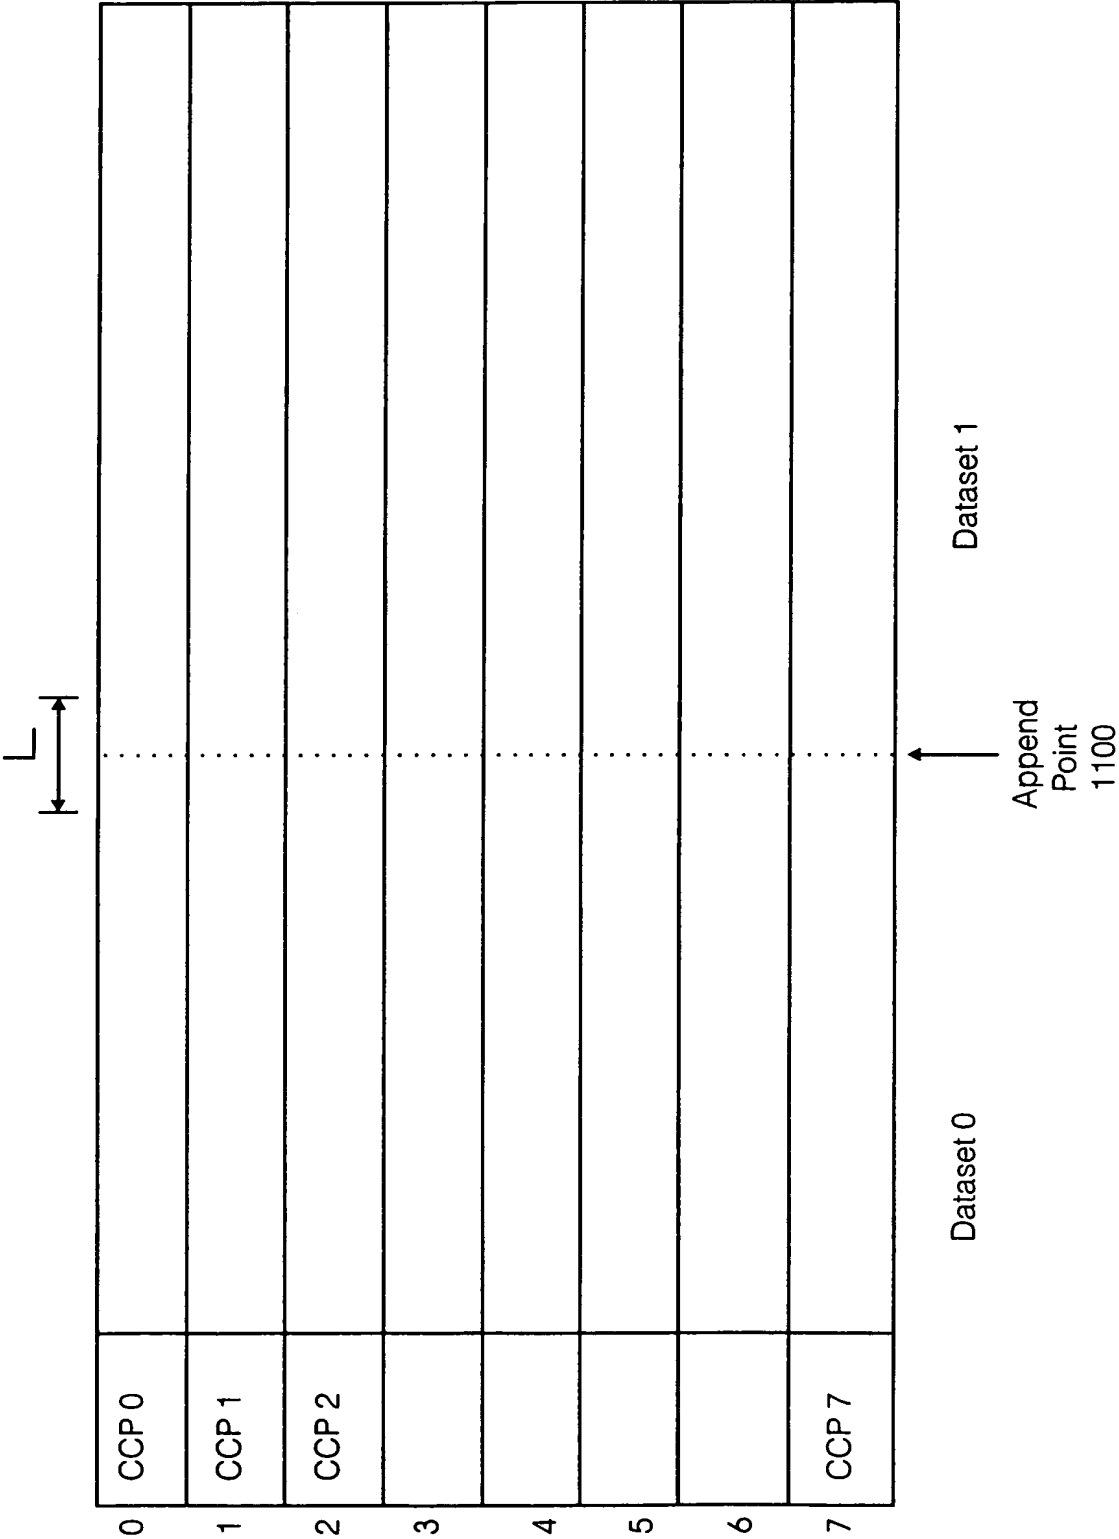 L
0 CCP 0
1 CCP 1
2 CCP 2
3
4
5
6
7 CCP 7
Dataset 0
Dataset 1
Append
Point
1100